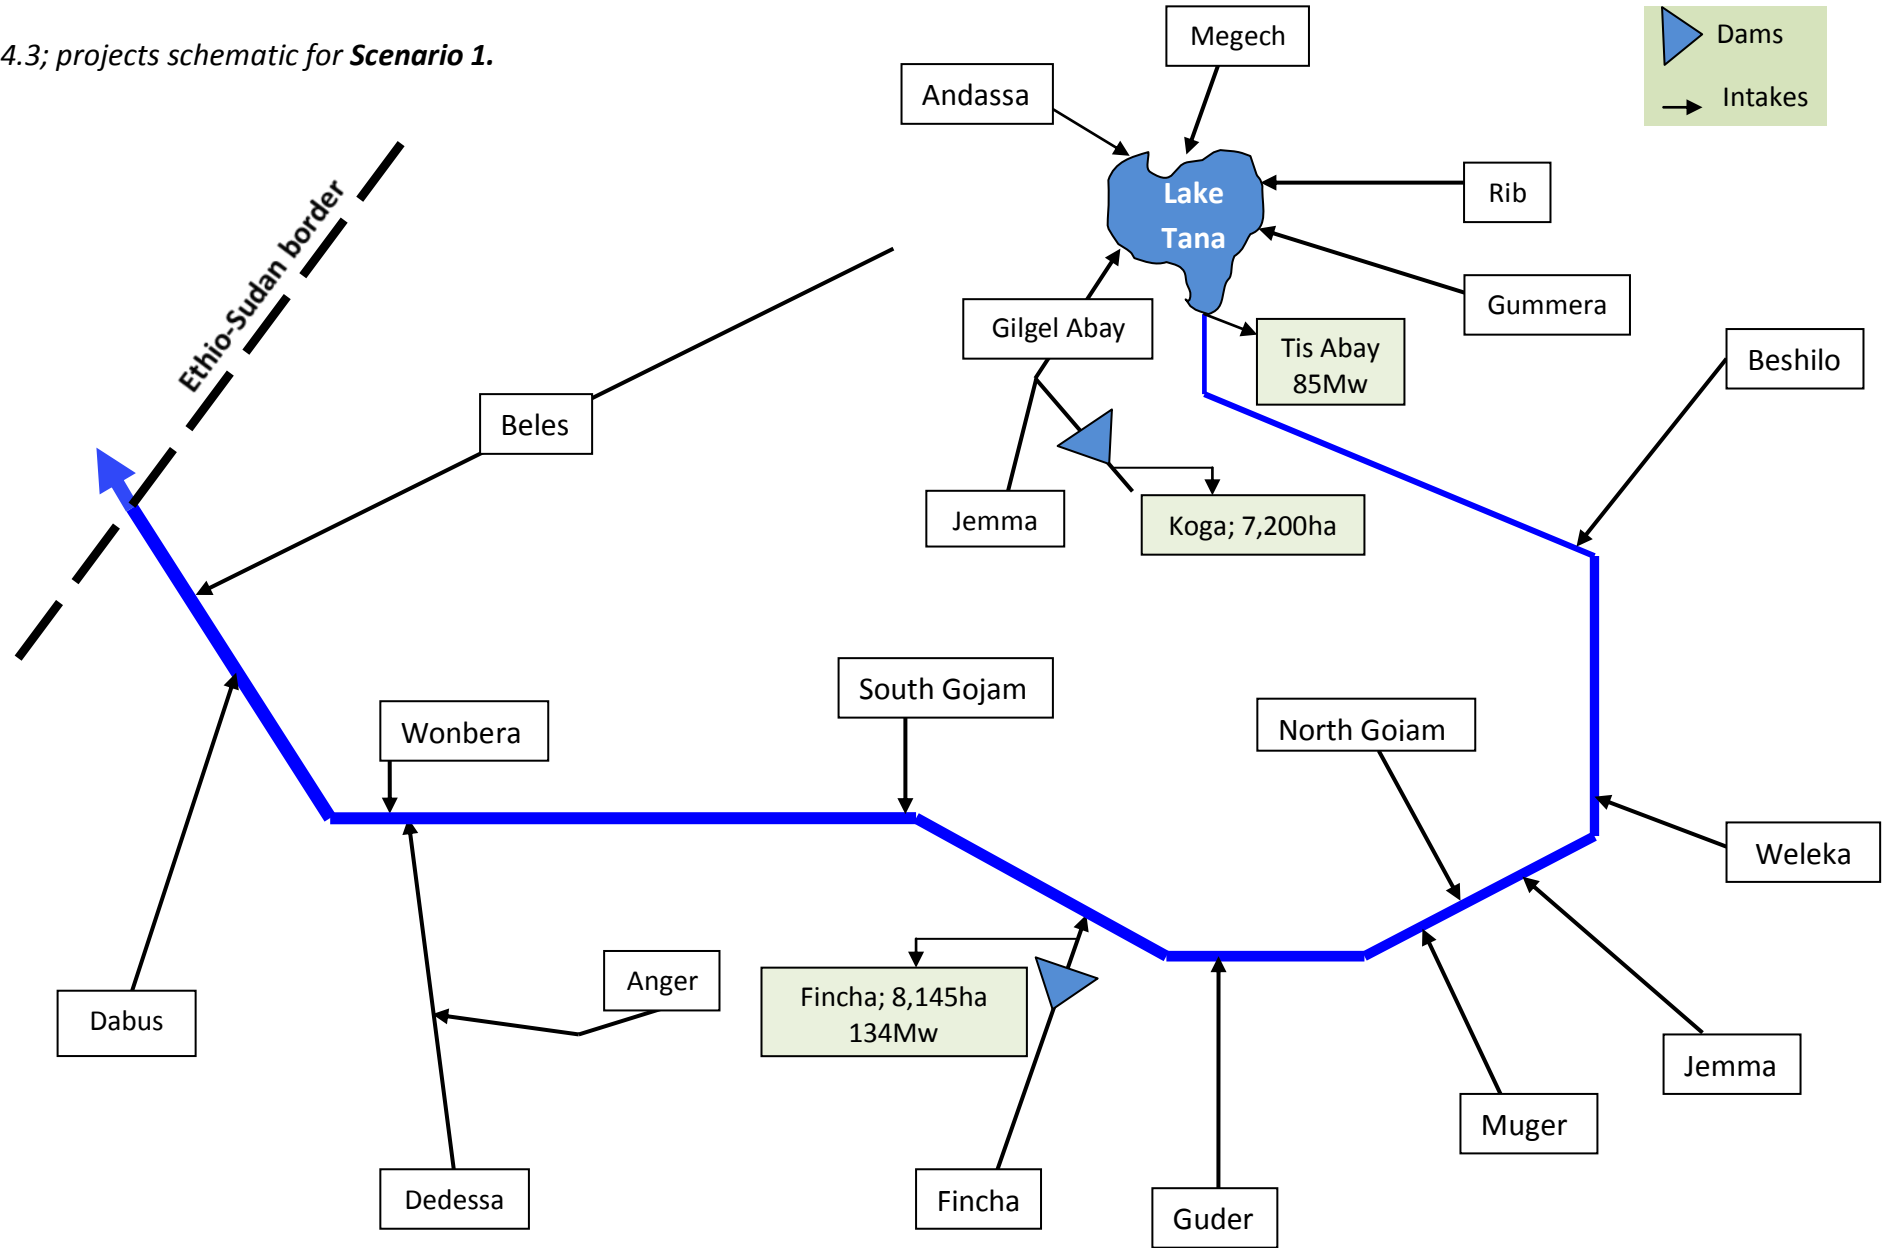 4.3; projects schematic for Scenario 1.
Megech
Dams
Intakes
Andassa
Lake
Tana
Rib
Gummera
Ethio-Sudan border
Gilgel Abay
Tis Abay
85Mw
Beshilo
Beles
Jemma
Koga; 7,200ha
South Gojam
Wonbera
North Goiam
Weleka
Anger
Fincha; 8,145ha
134Mw
Dabus
Jemma
Muger
Dedessa
Fincha
Guder